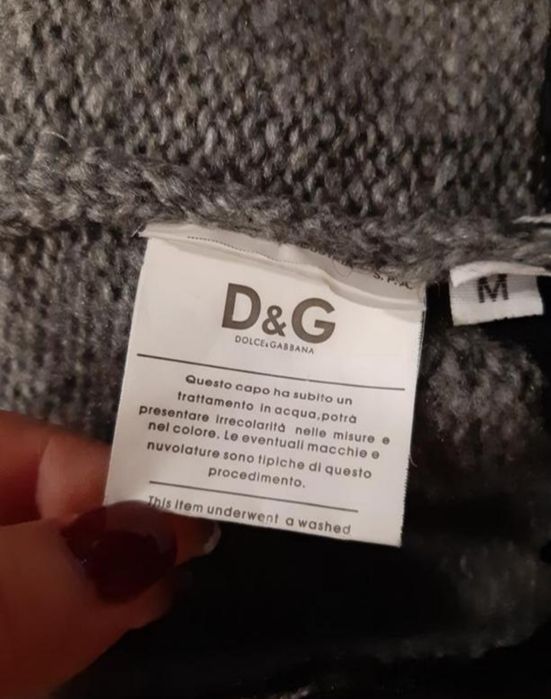 S.P.A.
M
D&G
DOLCE&GABBANA
Questo capo ha subito un
trattamento in acqua,potrà
presentare irrecolarità nelle misure e
nel colore. Le eventuali macchie e
nuvolature sono tipiche di questo
procedimento.
This item underwent a washed